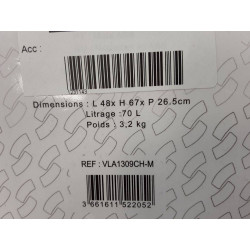 Acc :
Dimensions : L 48x H 67x P 26.5cm
Litrage :70 L
Poids : 3,2 kg
REF : VLA1309CH-M
3 661611 522052